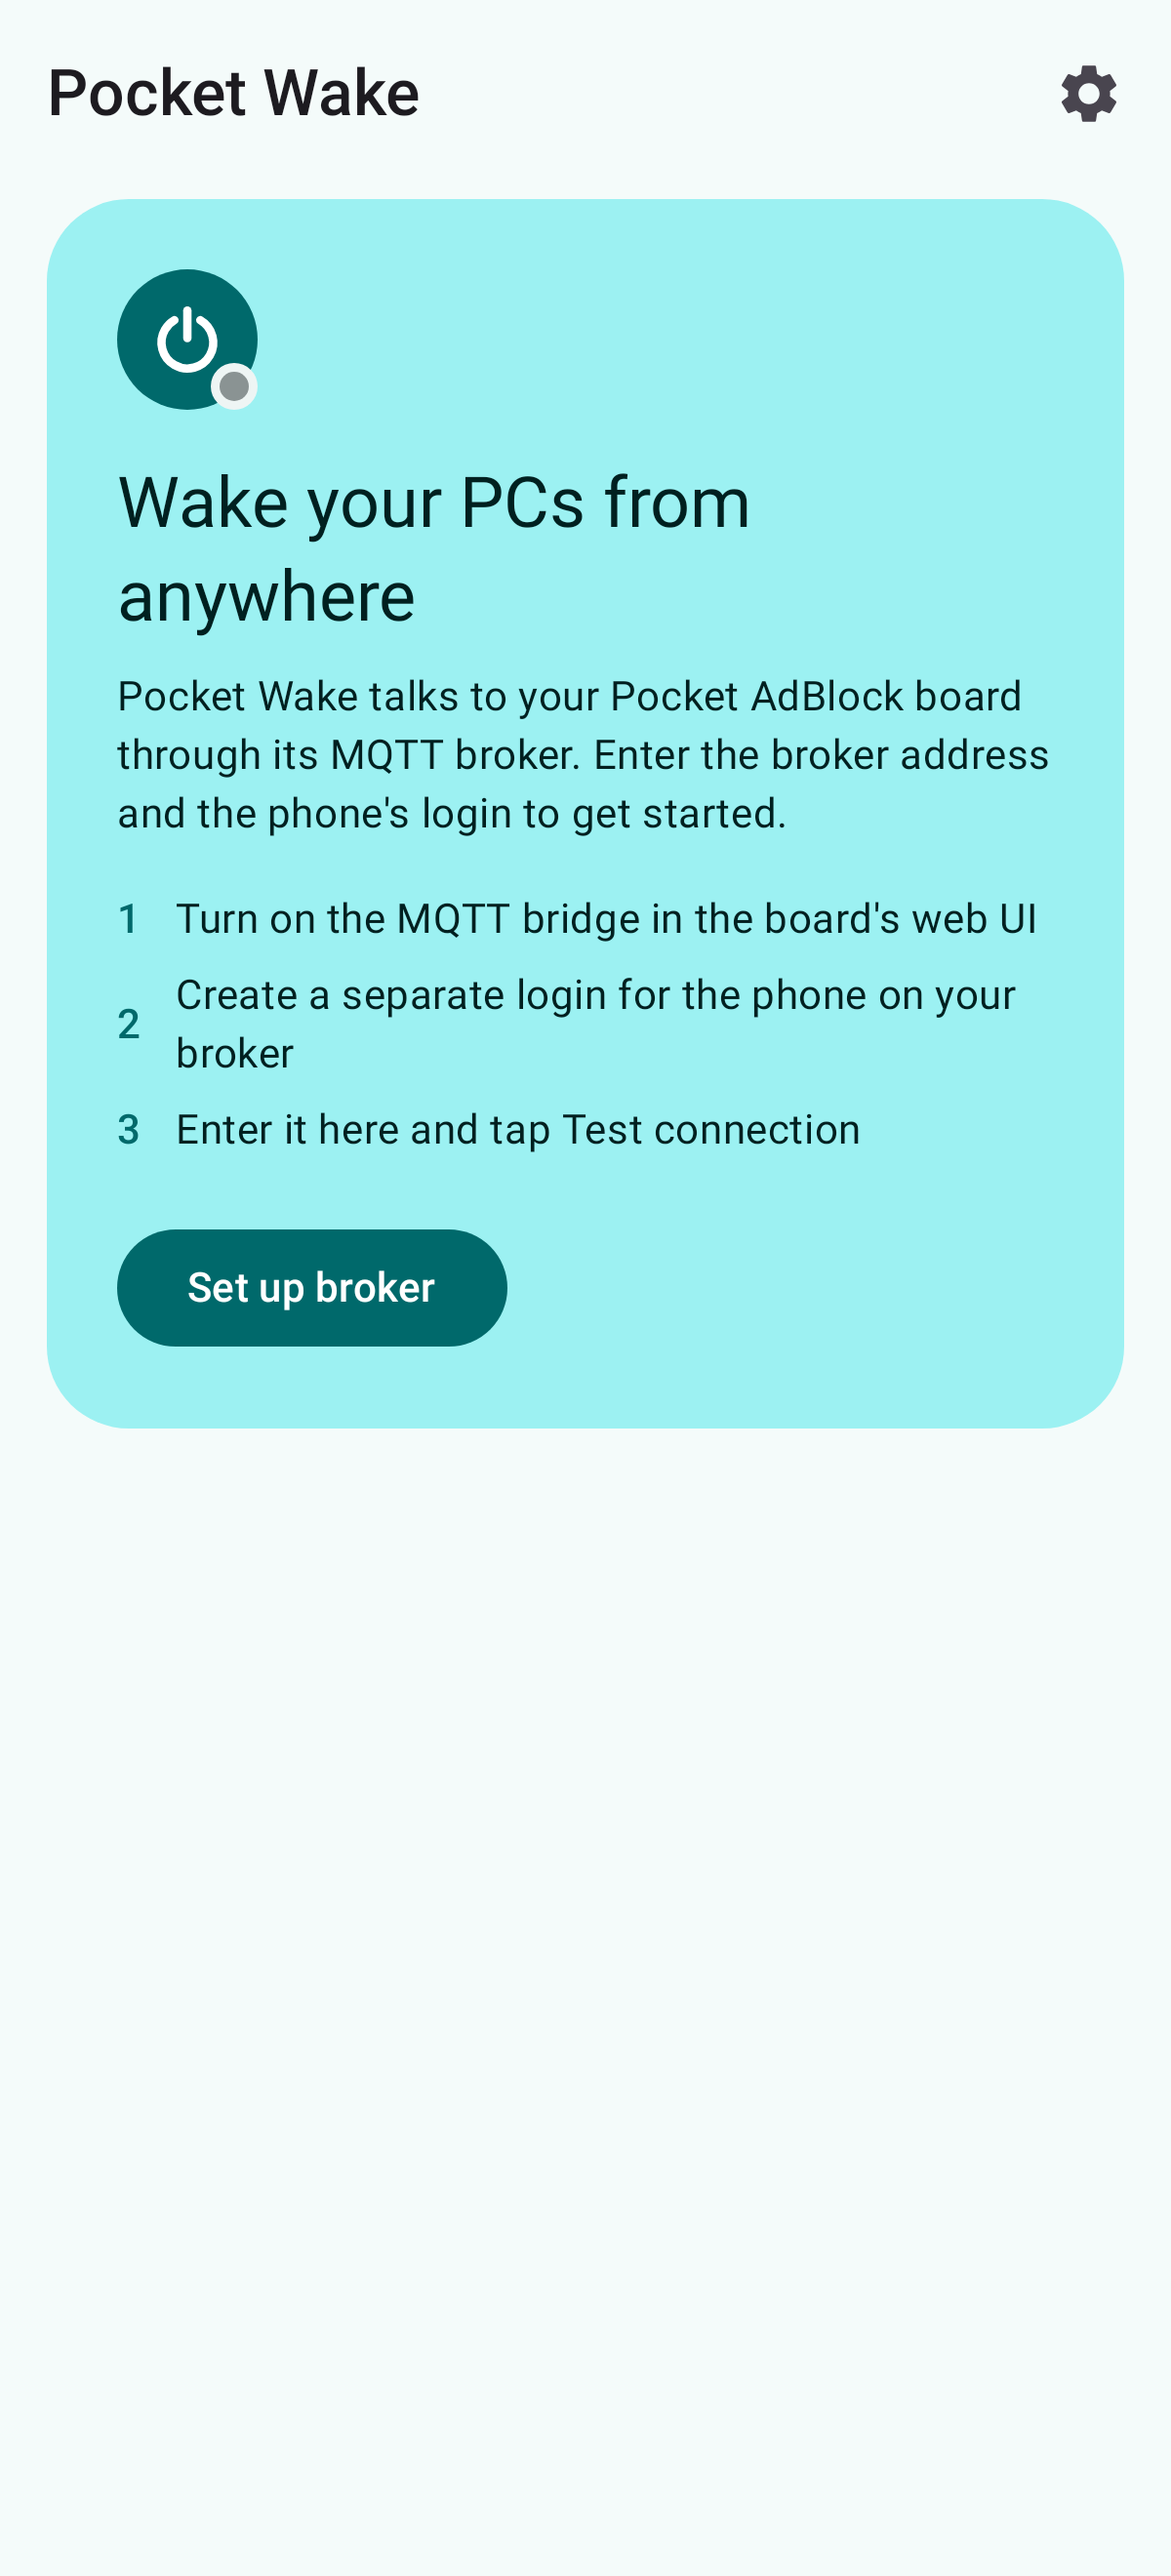 Pocket Wake
Wake your PCs from
anywhere
Pocket Wake talks to your Pocket AdBlock board
through its MQTT broker. Enter the broker address
and the phone's login to get started.
1 Turn on the MQTT bridge in the board's web UI
2 Create a separate login for the phone on your
broker
3 Enter it here and tap Test connection
Set up broker